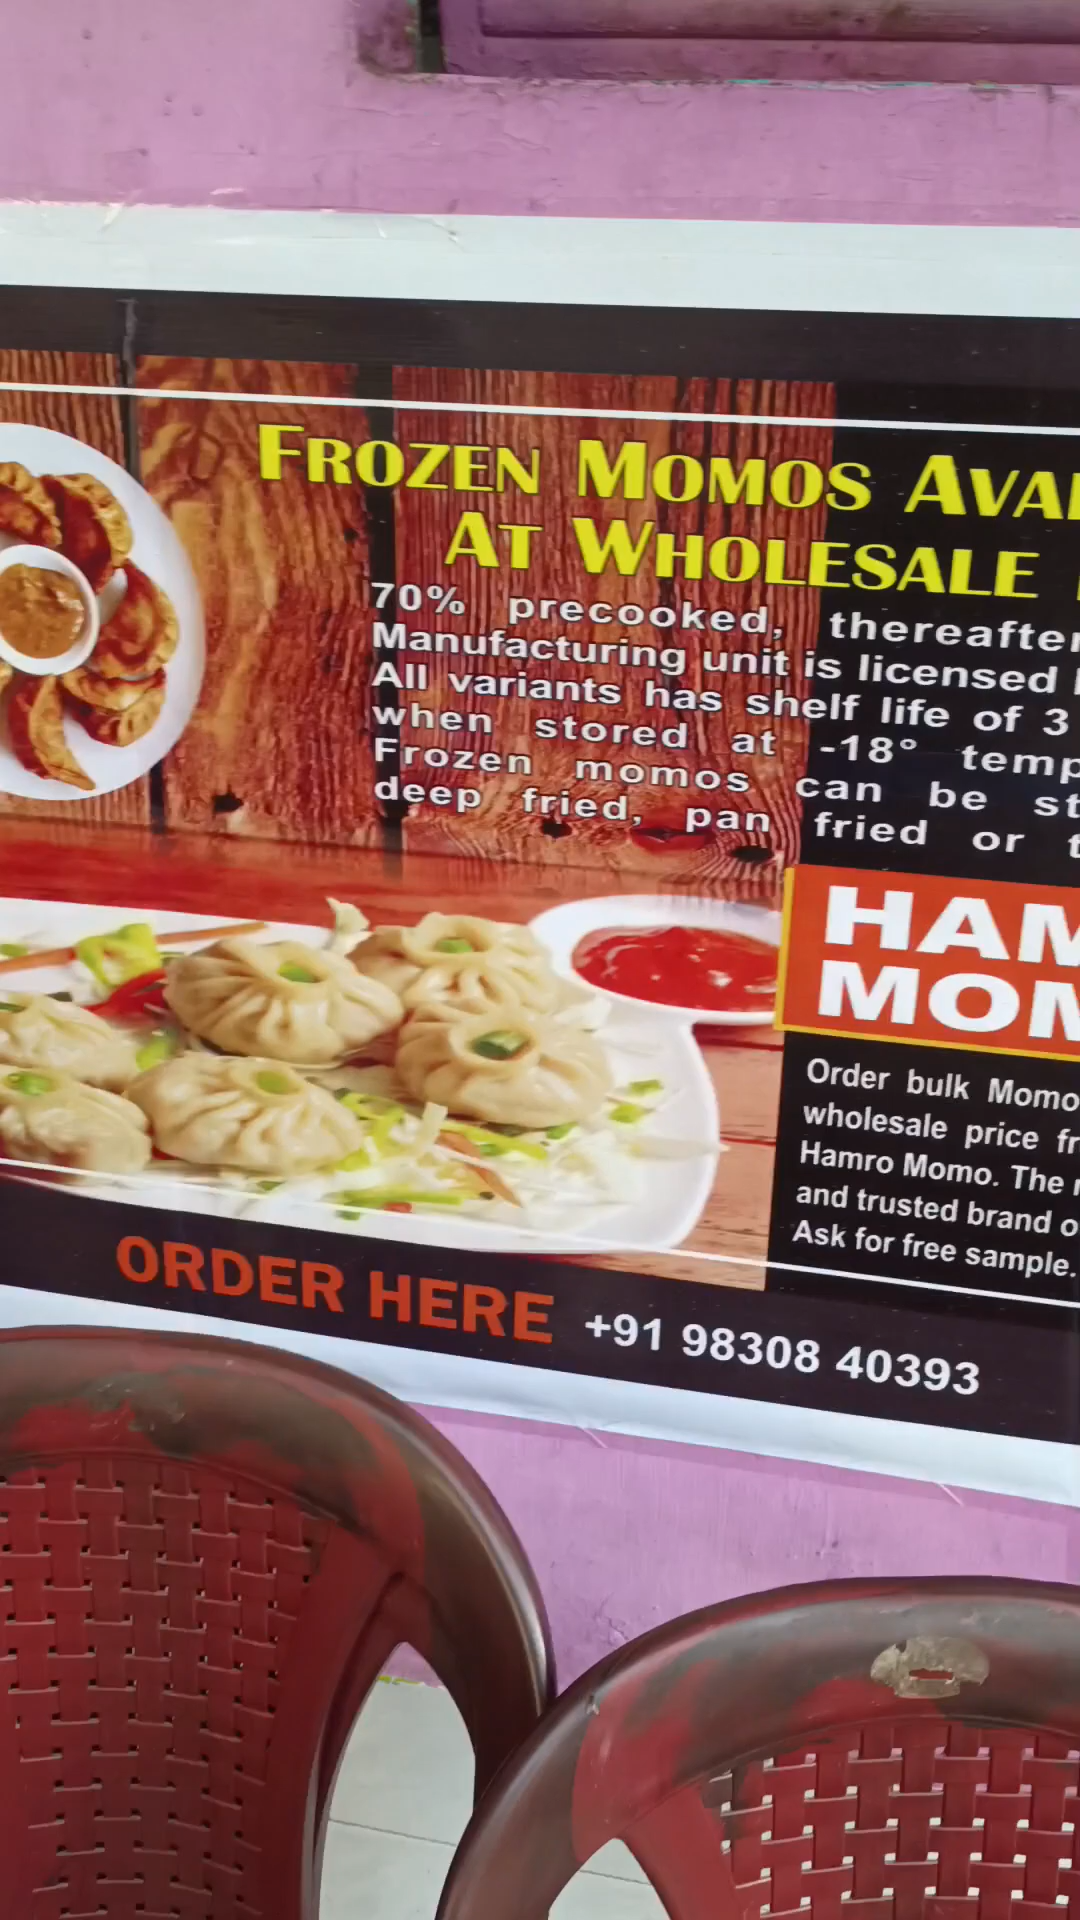 FROZEN MOMOS AVAI
AT WHOLESALE
70% precooked, thereafter
Manufacturing unit is licensed
All variants has shelf life of 3
when stored at -18° temp
Frozen momos can be st
deep fried, pan fried or t
HAM
MOM
Order bulk Momo
wholesale price fr
Hamro Momo. The
and trusted brand o
Ask for free sample.
ORDER HERE +91 98308 40393